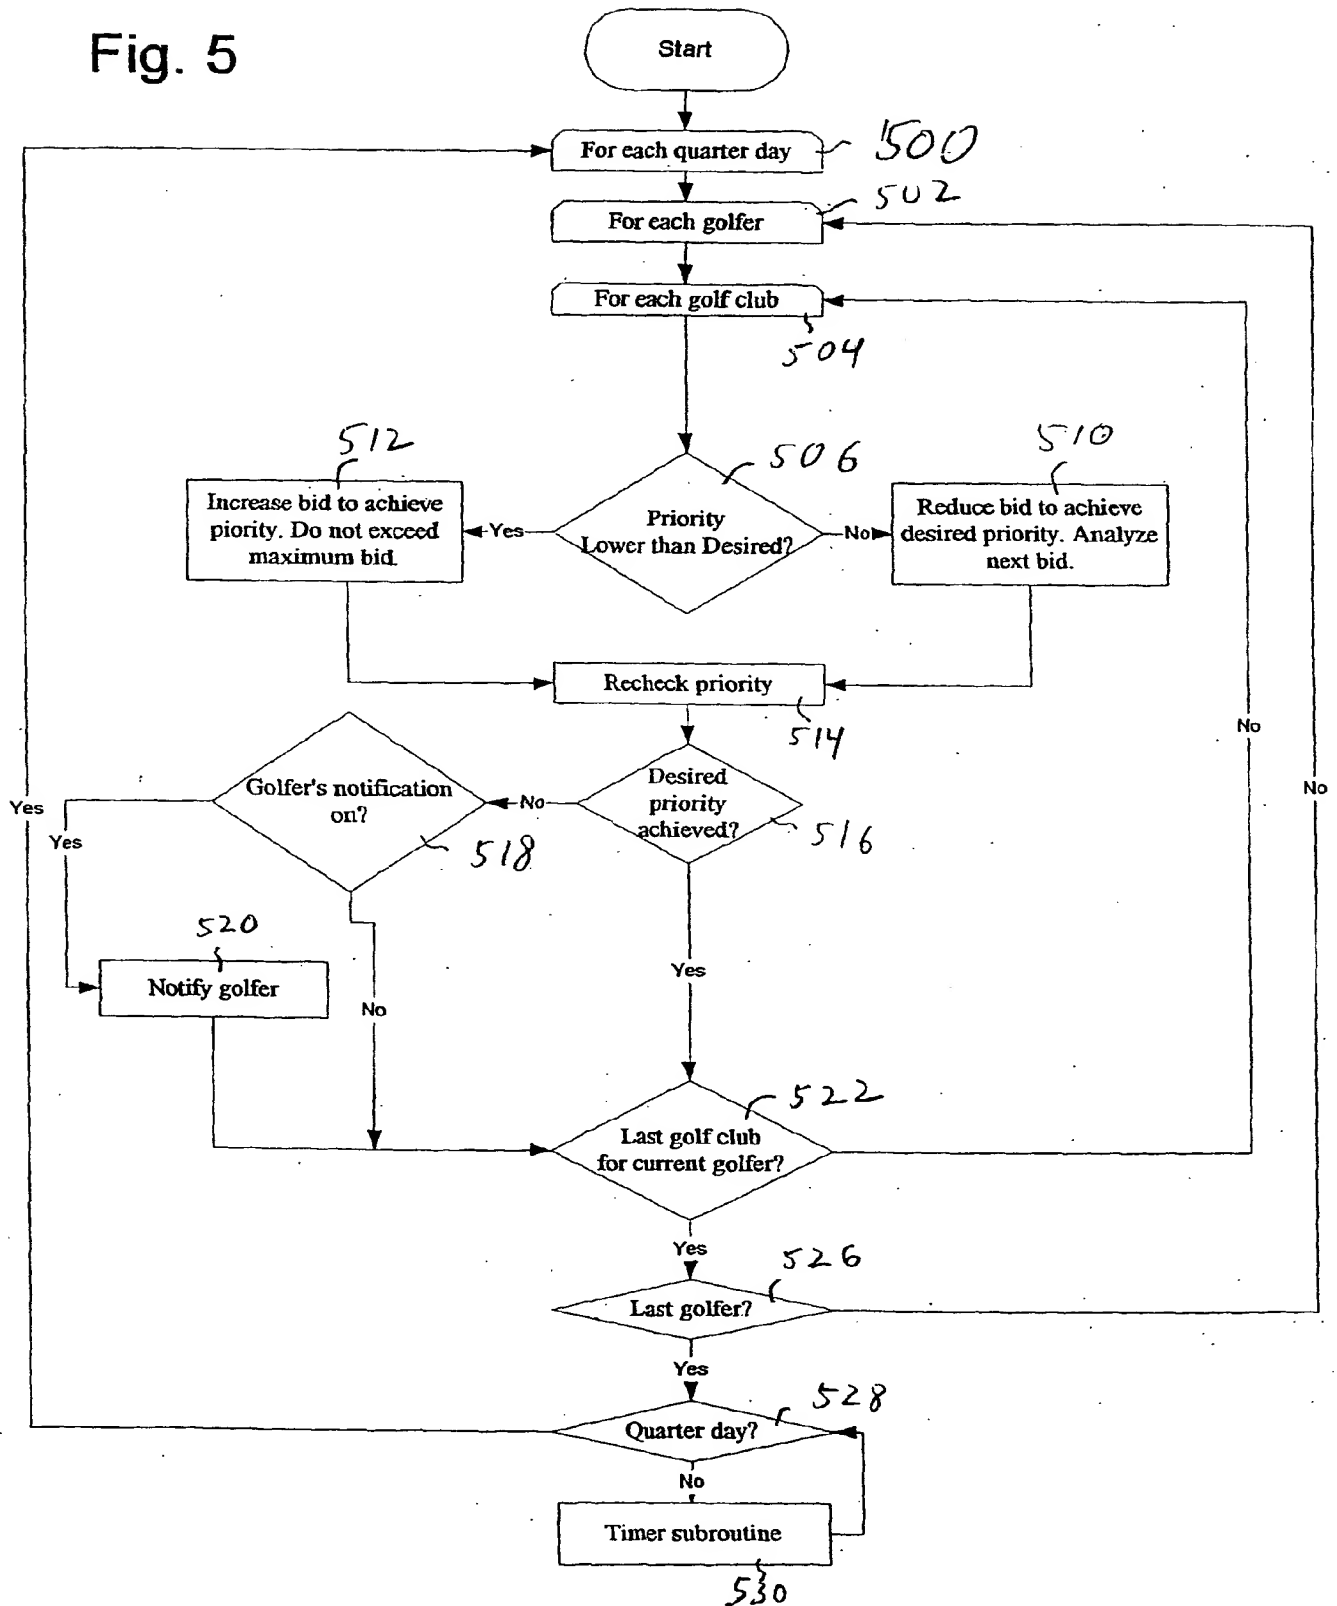 Fig. 5
Start
For each quarter day
500
502
For each golfer
For each golf club
504
512
506
510
Increase bid to achieve
piority. Do not exceed
maximum bid.
Yes
Priority
Lower than Desired?
No
Reduce bid to achieve
desired priority. Analyze
next bid.
Recheck priority
514
No
Golfer's notification
on?
No
Desired
priority
achieved?
No
Yes
Yes
518
516
520
Notify golfer
No
Yes
522
Last golf club
for current golfer?
Yes
526
Last golfer?
Yes
528
Quarter day?
No
Timer subroutine
530